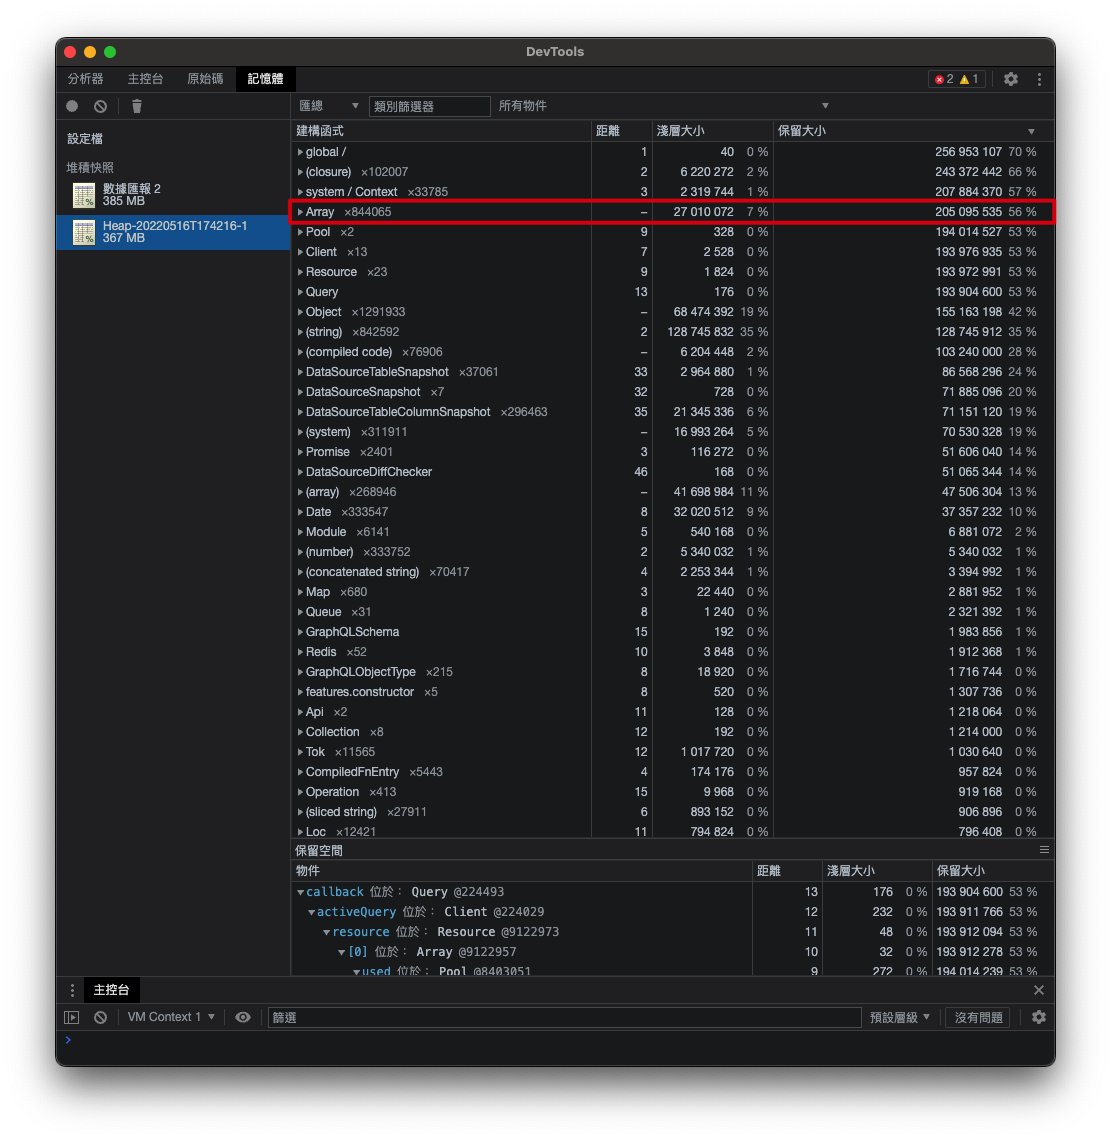 DevTools
分析器 主控台 原始碼 記憶體 2 1
匯總 類別篩選器 所有物件
設定檔
堆積快照
數據匯報 2
385 MB
Heap-20220516T174216-1
367 MB
建構函式 距離 淺層大小 保留大小
global / 1 40 0 % 256 953 107 70 %
(closure) ×102007 2 6 220 272 2 % 243 372 442 66 %
system / Context ×33785 3 2 319 744 1 % 207 884 370 57 %
Array ×844065 – 27 010 072 7 % 205 095 535 56 %
Pool ×2 9 328 0 % 194 014 527 53 %
Client ×13 7 2 528 0 % 193 976 935 53 %
Resource ×23 9 1 824 0 % 193 972 991 53 %
Query 13 176 0 % 193 904 600 53 %
Object ×1291933 – 68 474 392 19 % 155 163 198 42 %
(string) ×842592 2 128 745 832 35 % 128 745 912 35 %
(compiled code) ×76906 – 6 204 448 2 % 103 240 000 28 %
DataSourceTableSnapshot ×37061 33 2 964 880 1 % 86 568 296 24 %
DataSourceSnapshot ×7 32 728 0 % 71 885 096 20 %
DataSourceTableColumnSnapshot ×296463 35 21 345 336 6 % 71 151 120 19 %
(system) ×311911 – 16 993 264 5 % 70 530 328 19 %
Promise ×2401 3 116 272 0 % 51 606 040 14 %
DataSourceDiffChecker 46 168 0 % 51 065 344 14 %
(array) ×268946 – 41 698 984 11 % 47 506 304 13 %
Date ×333547 8 32 020 512 9 % 37 357 232 10 %
Module ×6141 5 540 168 0 % 6 881 072 2 %
(number) ×333752 2 5 340 032 1 % 5 340 032 1 %
(concatenated string) ×70417 4 2 253 344 1 % 3 394 992 1 %
Map ×680 3 22 440 0 % 2 881 952 1 %
Queue ×31 8 1 240 0 % 2 321 392 1 %
GraphQLSchema 15 192 0 % 1 983 856 1 %
Redis ×52 10 3 848 0 % 1 912 368 1 %
GraphQLObjectType ×215 8 18 920 0 % 1 716 744 0 %
features.constructor ×5 8 520 0 % 1 307 736 0 %
Api ×2 11 128 0 % 1 218 064 0 %
Collection ×8 12 192 0 % 1 214 000 0 %
Tok ×11565 12 1 017 720 0 % 1 030 640 0 %
CompiledFnEntry ×5443 4 174 176 0 % 957 824 0 %
Operation ×413 15 9 968 0 % 919 168 0 %
(sliced string) ×27911 6 893 152 0 % 906 896 0 %
Loc ×12421 11 794 824 0 % 796 408 0 %
保留空間
物件 距離 淺層大小 保留大小
callback 位於： Query @224493 13 176 0 % 193 904 600 53 %
activeQuery 位於： Client @224029 12 232 0 % 193 911 766 53 %
resource 位於： Resource @9122973 11 48 0 % 193 912 094 53 %
[0] 位於： Array @9122957 10 32 0 % 193 912 278 53 %
used 位於： Pool @8403051 9 272 0 % 194 014 239 53 %
主控台
VM Context 1 篩選 預設層級 沒有問題